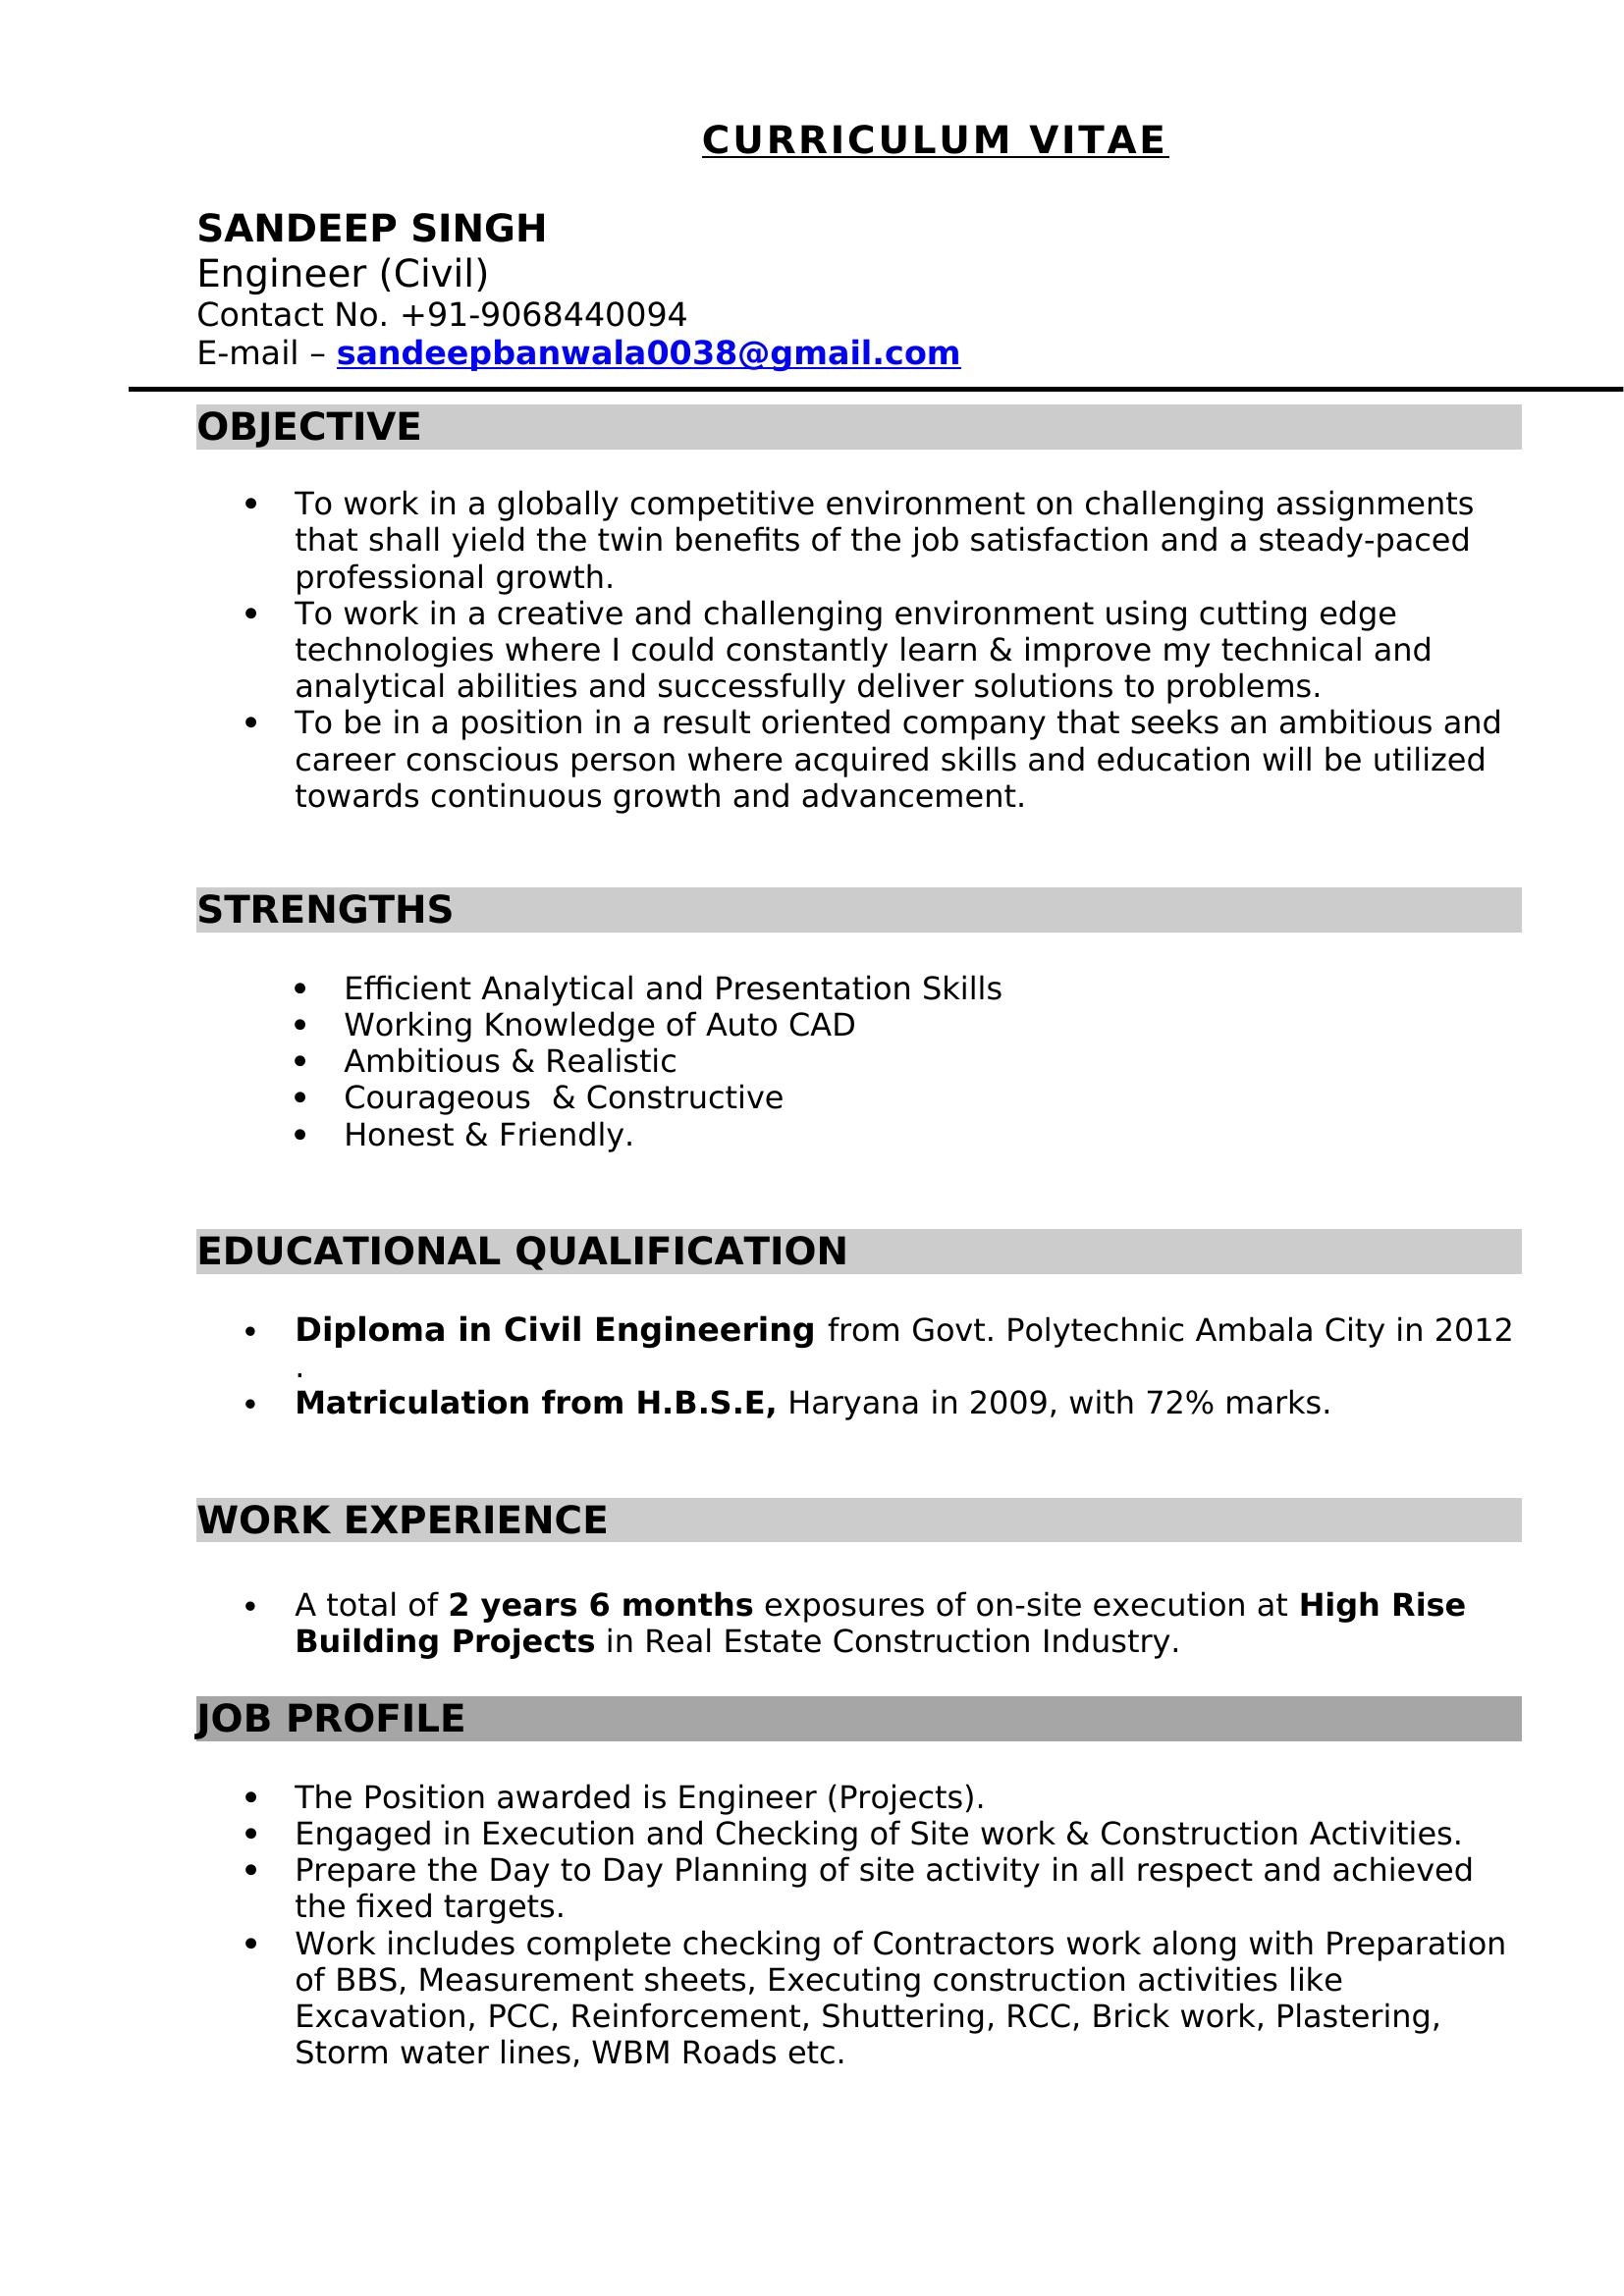 CURRICULUM VITAE
SANDEEP SINGH
Engineer (Civil)
Contact No. +91-9068440094
E-mail – sandeepbanwala0038@gmail.com
OBJECTIVE
• To work in a globally competitive environment on challenging assignments
that shall yield the twin benefits of the job satisfaction and a steady-paced
professional growth.
• To work in a creative and challenging environment using cutting edge
technologies where I could constantly learn & improve my technical and
analytical abilities and successfully deliver solutions to problems.
• To be in a position in a result oriented company that seeks an ambitious and
career conscious person where acquired skills and education will be utilized
towards continuous growth and advancement.
STRENGTHS
• Efficient Analytical and Presentation Skills
• Working Knowledge of Auto CAD
• Ambitious & Realistic
• Courageous  & Constructive
• Honest & Friendly.
EDUCATIONAL QUALIFICATION
• Diploma in Civil Engineering from Govt. Polytechnic Ambala City in 2012
.
• Matriculation from H.B.S.E, Haryana in 2009, with 72% marks.
WORK EXPERIENCE
• A total of 2 years 6 months exposures of on-site execution at High Rise
Building Projects in Real Estate Construction Industry.
JOB PROFILE
• The Position awarded is Engineer (Projects).
• Engaged in Execution and Checking of Site work & Construction Activities.
• Prepare the Day to Day Planning of site activity in all respect and achieved
the fixed targets.
• Work includes complete checking of Contractors work along with Preparation
of BBS, Measurement sheets, Executing construction activities like
Excavation, PCC, Reinforcement, Shuttering, RCC, Brick work, Plastering,
Storm water lines, WBM Roads etc.